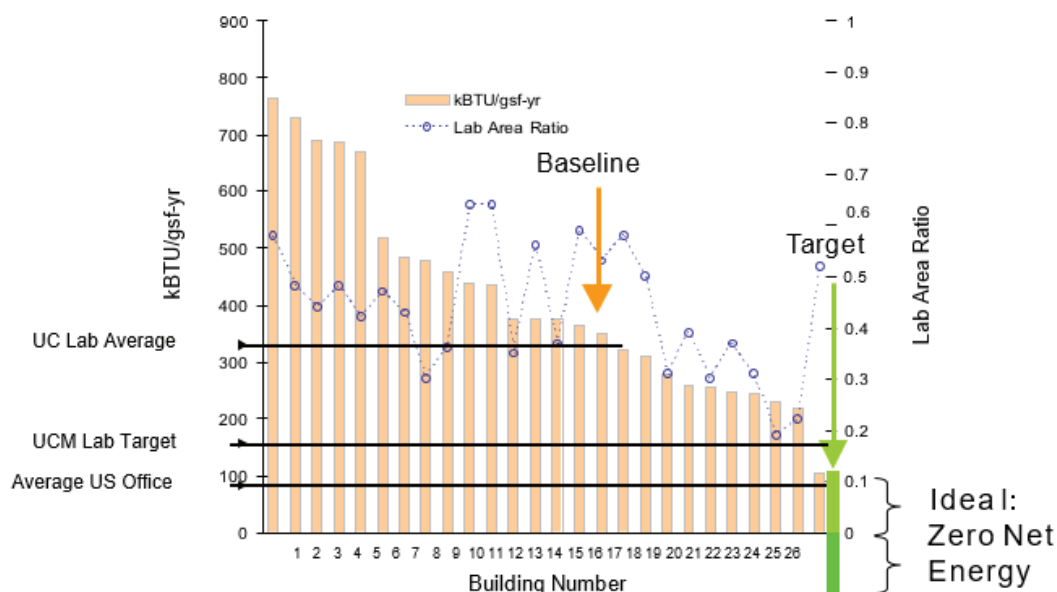 900
800
700
600
500
400
300
200
100
0
kBTU/gsf-yr
UC Lab Average
UCM Lab Target
Average US Office
kBTU/gsf-yr
Lab Area Ratio
Baseline
Target
1
0.9
0.8
0.7
0.6
0.5
0.4
0.3
0.2
0.1
0
Lab Area Ratio
1 2 3 4 5 6 7 8 9 10 11 12 13 14 15 16 17 18 19 20 21 22 23 24 25 26
Building Number
Ideal:
Zero Net
Energy